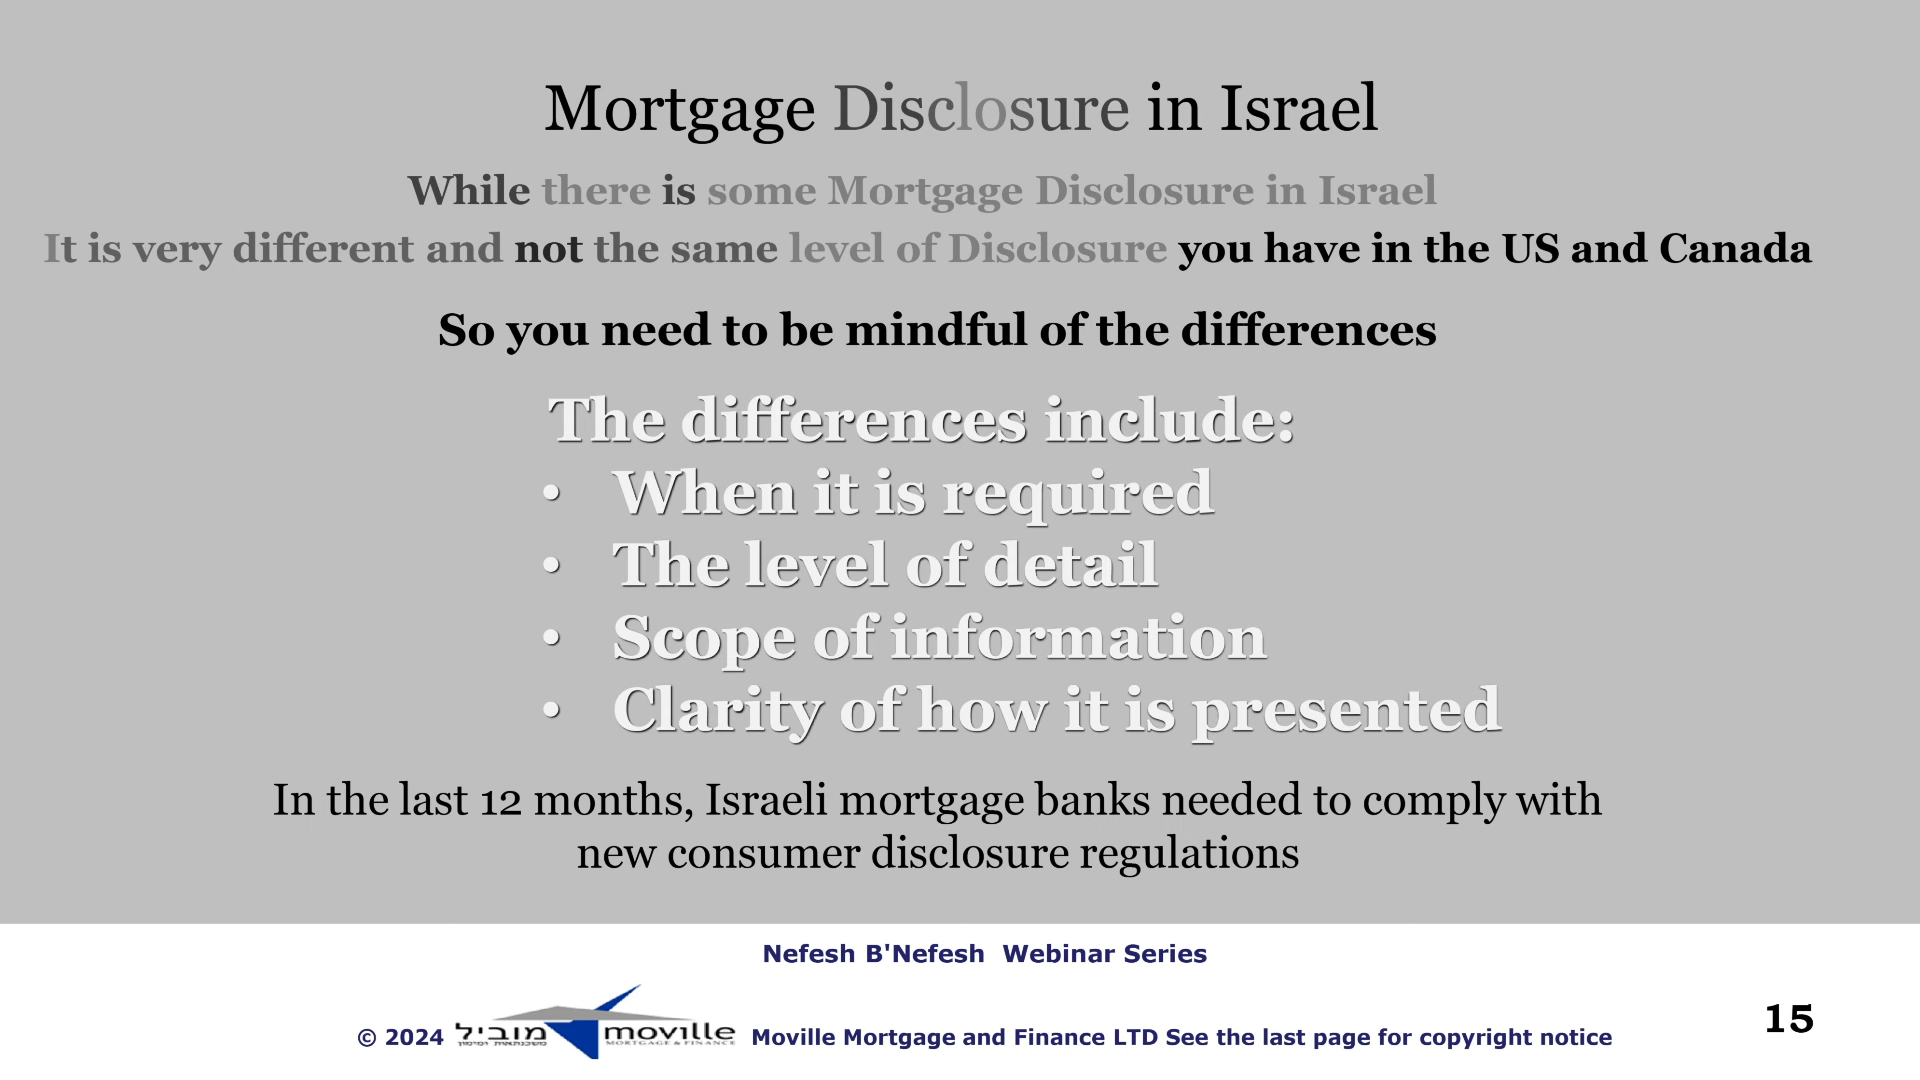 Mortgage Disclosure in Israel
While there is some Mortgage Disclosure in Israel
It is very different and not the same level of Disclosure you have in the US and Canada
So you need to be mindful of the differences
The differences include:
• When it is required
• The level of detail
• Scope of information
• Clarity of how it is presented
In the last 12 months, Israeli mortgage banks needed to comply with
new consumer disclosure regulations
Nefesh B'Nefesh Webinar Series
© 2024 מוביל moville Moville Mortgage and Finance LTD See the last page for copyright notice
משכנתאות ומימון MORTGAGE & FINANCE
15